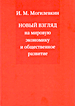 И. М. Могилевкин
НОВЫЙ ВЗГЛЯД
на мировую
экономику
и общественное
развитие